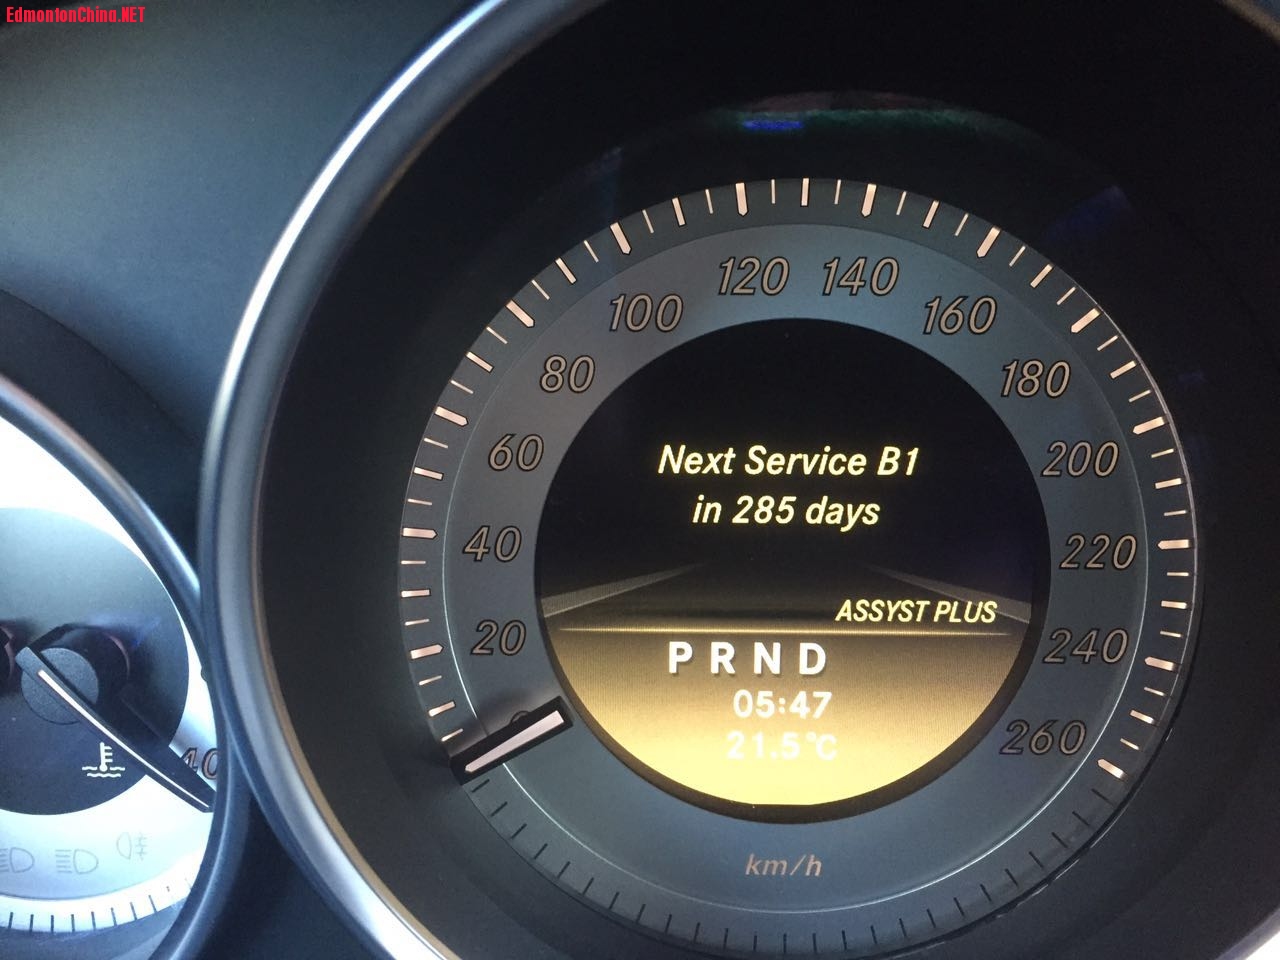 EdmontonChina.NET
120 140
100 160
80 180
60 200
40 220
20 240
260
Next Service B1
in 285 days
ASSYST PLUS
P R N D
05:47
21.5°C
km/h
40